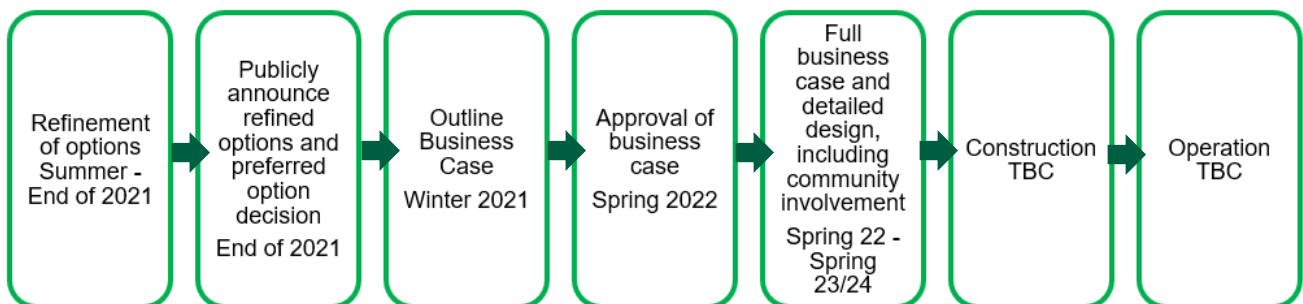 Refinement
of options
Summer -
End of 2021
Publicly
announce
refined
options and
preferred
option
decision
End of 2021
Outline
Business
Case
Winter 2021
Approval of
business
case
Spring 2022
Full
business
case and
detailed
design,
including
community
involvement
Spring 22 -
Spring
23/24
Construction
TBC
Operation
TBC